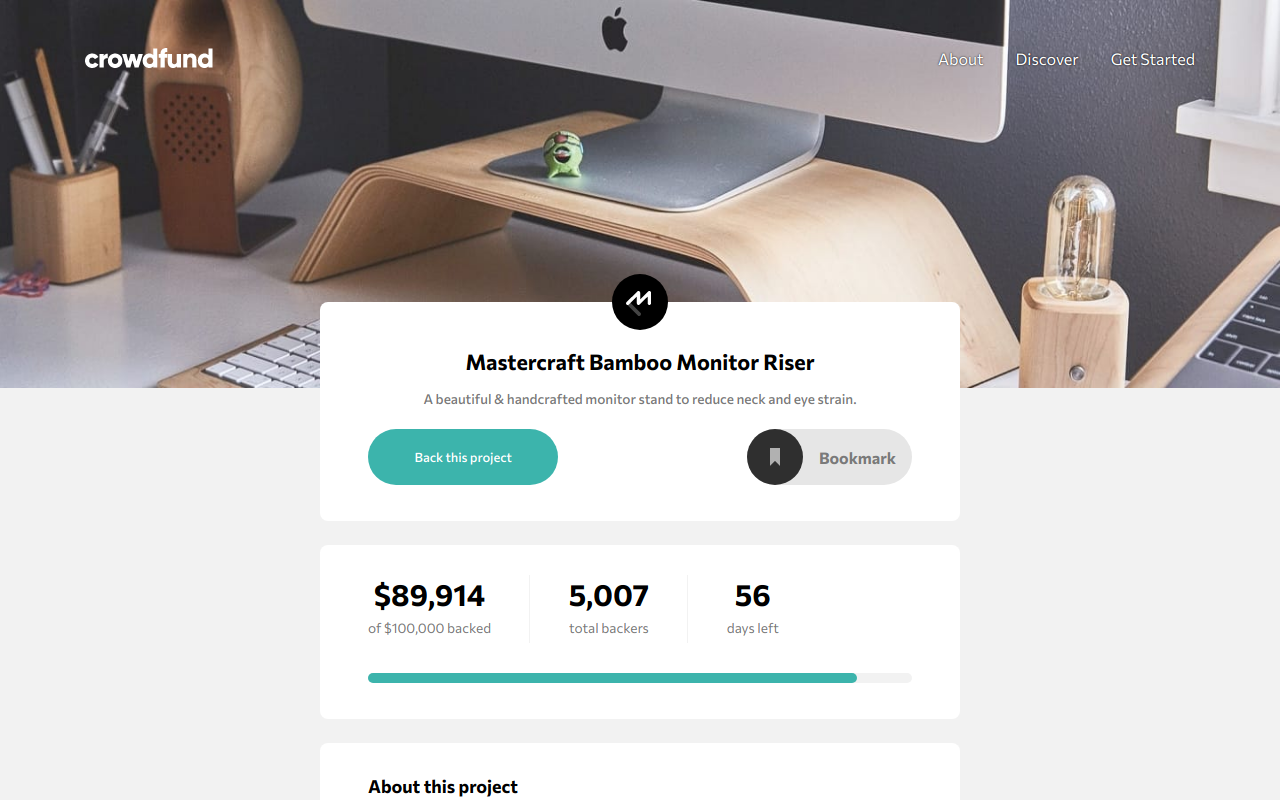 crowdfund
About Discover Get Started
Mastercraft Bamboo Monitor Riser
A beautiful & handcrafted monitor stand to reduce neck and eye strain.
Back this project
Bookmark
$89,914 5,007 56
of $100,000 backed total backers days left
About this project